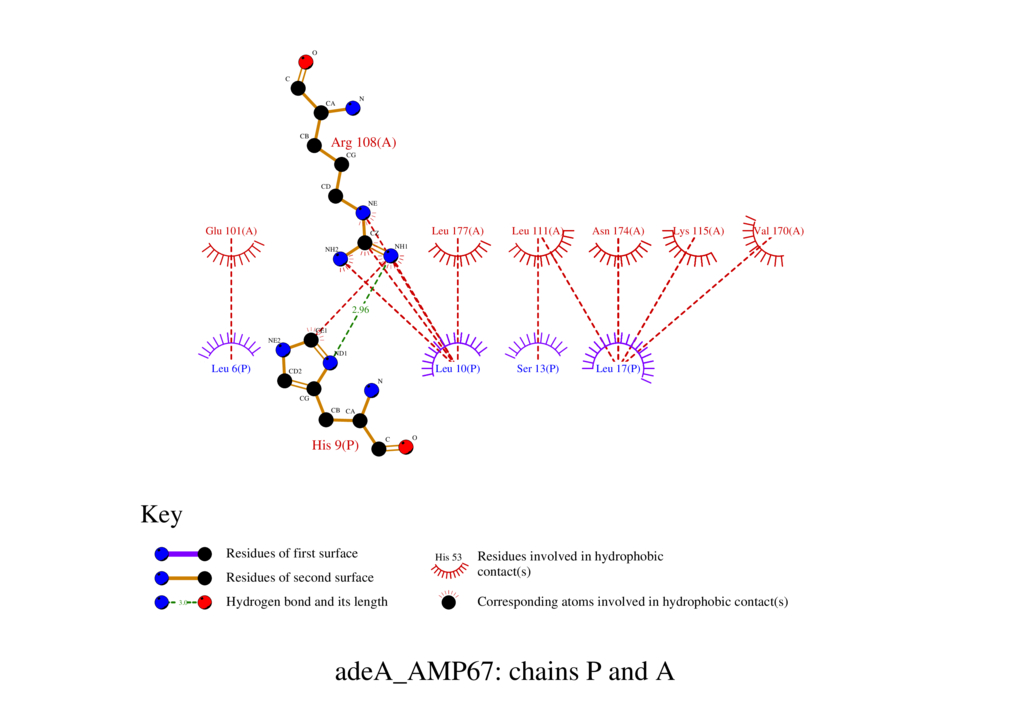 O
C
CA
N
CB
Arg 108(A)
CG
CD
NE
Glu 101(A)
Leu 177(A)
Leu 111(A)
Asn 174(A)
Lys 115(A)
Val 170(A)
NH2
NH1
2.96
NE2
CE1
ND1
Leu 6(P)
Leu 10(P)
Ser 13(P)
Leu 17(P)
CD2
N
CG
CB
CA
His 9(P)
C
O
Key
Residues of first surface
Residues of second surface
3.0
Hydrogen bond and its length
His 53
Residues involved in hydrophobic
contact(s)
Corresponding atoms involved in hydrophobic contact(s)
adeA_AMP67: chains P and A